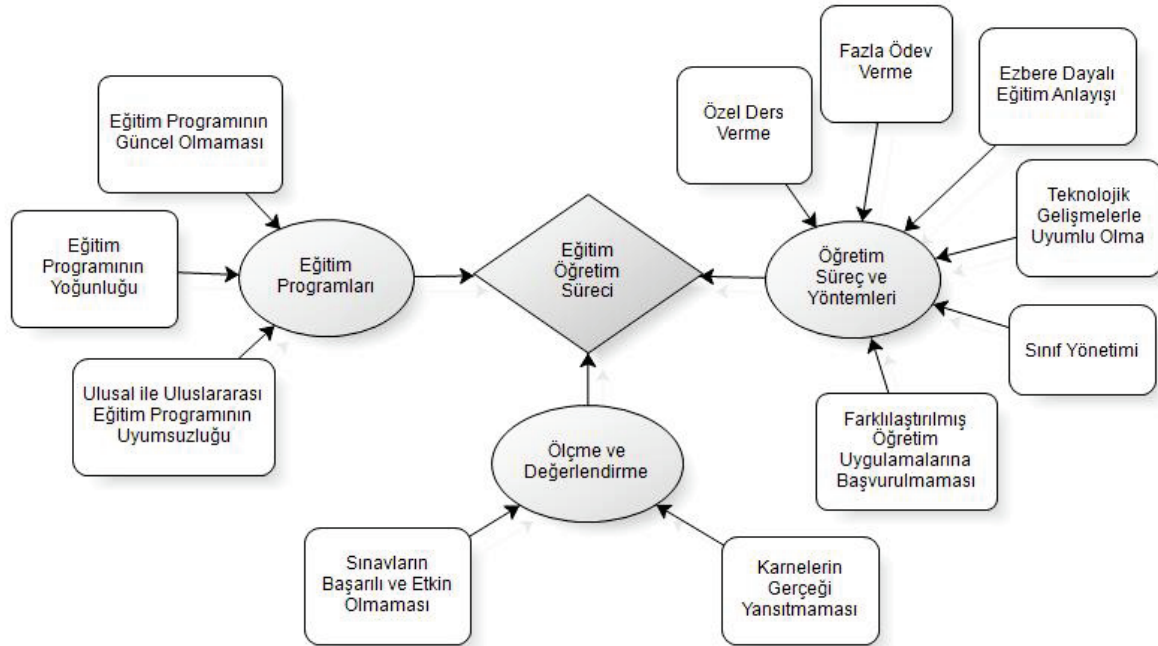 Eğitim Programının
Güncel Olmaması
Eğitim
Programının
Yoğunluğu
Ulusal ile Uluslararası
Eğitim Programının
Uyumsuzluğu
Eğitim
Programları
Eğitim
Öğretim
Süreci
Özel Ders
Verme
Fazla Ödev
Verme
Ezbere Dayalı
Eğitim Anlayışı
Teknolojik
Gelişmelerle
Uyumlu Olma
Öğretim
Süreç ve
Yöntemleri
Sınıf Yönetimi
Farklılaştırılmış
Öğretim
Uygulamalarına
Başvurulmaması
Ölçme ve
Değerlendirme
Sınavların
Başarılı ve Etkin
Olmaması
Karnelerin
Gerçeği
Yansıtmaması